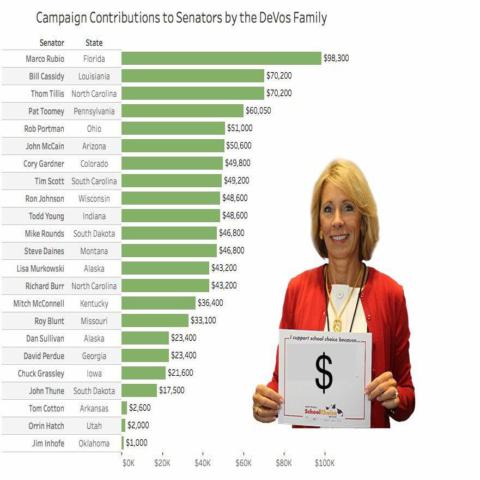 Campaign Contributions to Senators by the DeVos Family
Senator State
Marco Rubio Florida $98,300
Bill Cassidy Louisiania $70,200
Thom Tillis North Carolina $70,200
Pat Toomey Pennsylvania $60,050
Rob Portman Ohio $51,000
John McCain Arizona $50,600
Cory Gardner Colorado $49,800
Tim Scott South Carolina $49,200
Ron Johnson Wisconsin $48,600
Todd Young Indiana $48,600
Mike Rounds South Dakota $46,800
Steve Daines Montana $46,800
Lisa Murkowski Alaska $43,200
Richard Burr North Carolina $43,200
Mitch McConnell Kentucky $36,400
Roy Blunt Missouri $33,100
Dan Sullivan Alaska $23,400
David Perdue Georgia $23,400
Chuck Grassley Iowa $21,600
John Thune South Dakota $17,500
Tom Cotton Arkansas $2,600
Orrin Hatch Utah $2,000
Jim Inhofe Oklahoma $1,000
$0K $20K $40K $60K $80K $100K
I support school choice because...
$
SchoolChoice